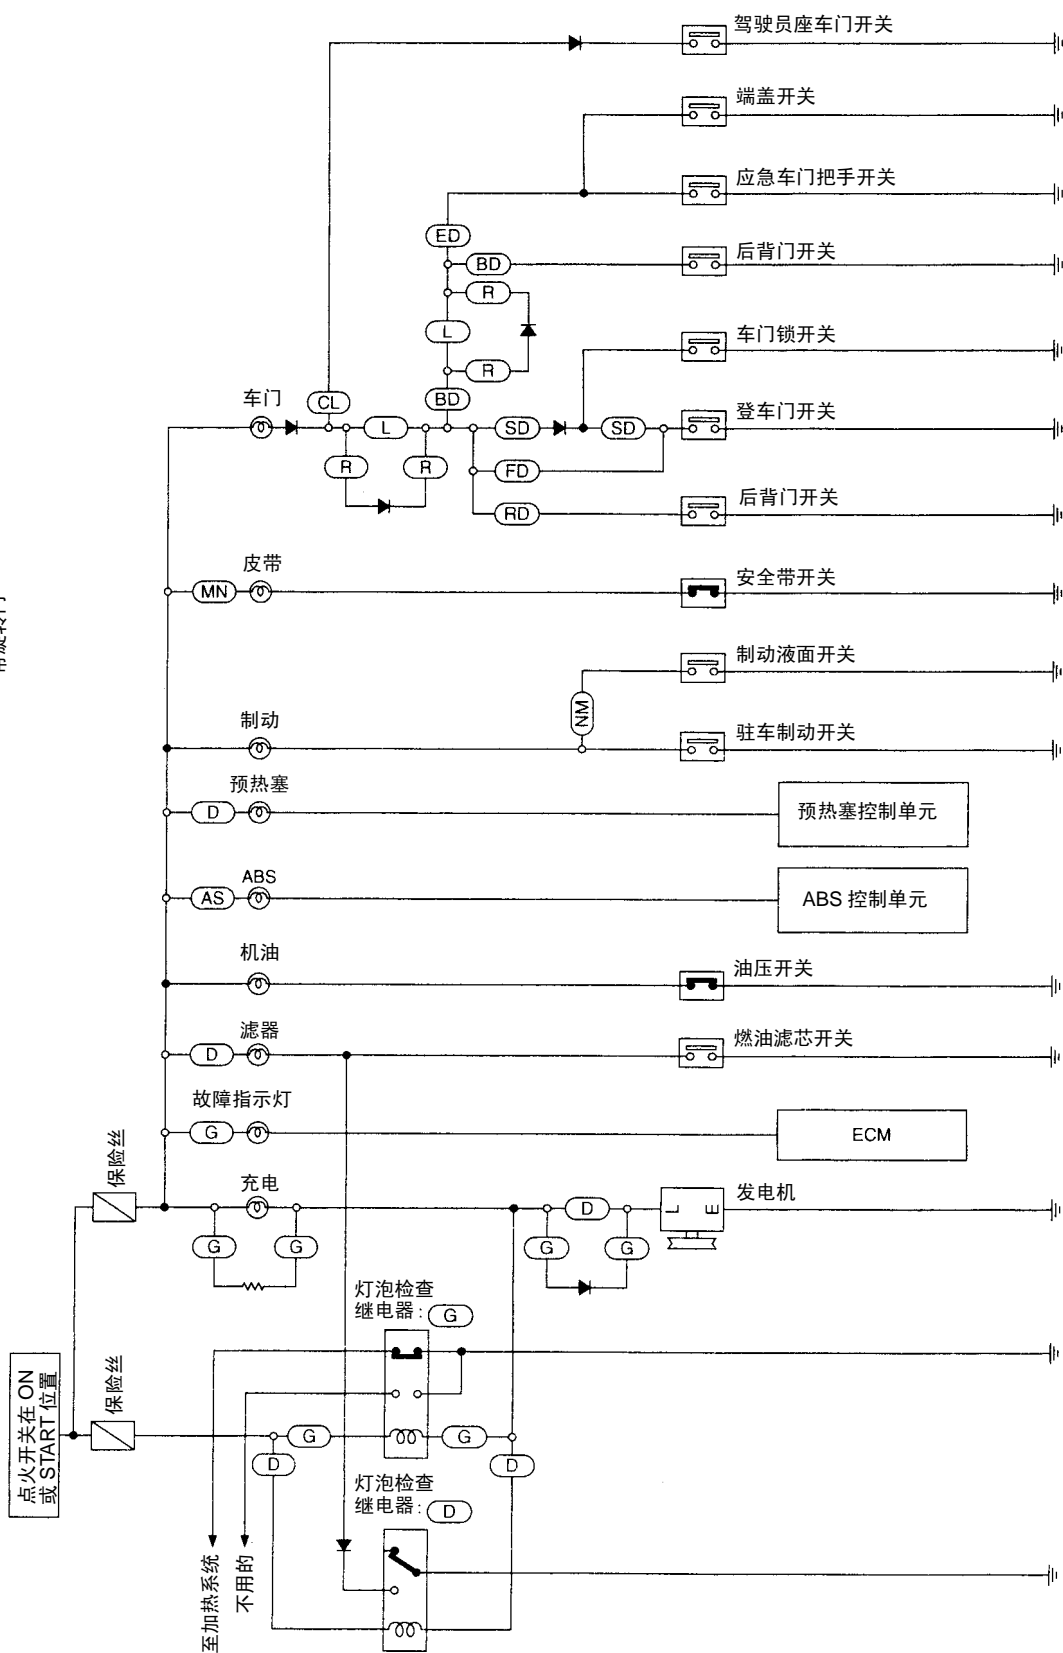 驾驶员座车门开关
端盖开关
应急车门把手开关
ED
后背门开关
BD
R
L
车门锁开关
R
车门
CL
BD
登车门开关
L
SD
SD
R
R
FD
后背门开关
RD
皮带
安全带开关
MN
制动液面开关
NM
制动
驻车制动开关
预热塞
D
预热塞控制单元
ABS
AS
ABS 控制单元
机油
油压开关
滤器
D
燃油滤芯开关
故障指示灯
G
ECM
保险丝
充电
D
发电机
L
E
G
G
G
G
灯泡检查
继电器:
G
点火开关在 ON
或 START 位置
保险丝
G
G
D
D
灯泡检查
继电器:
D
至加热系统
不用的